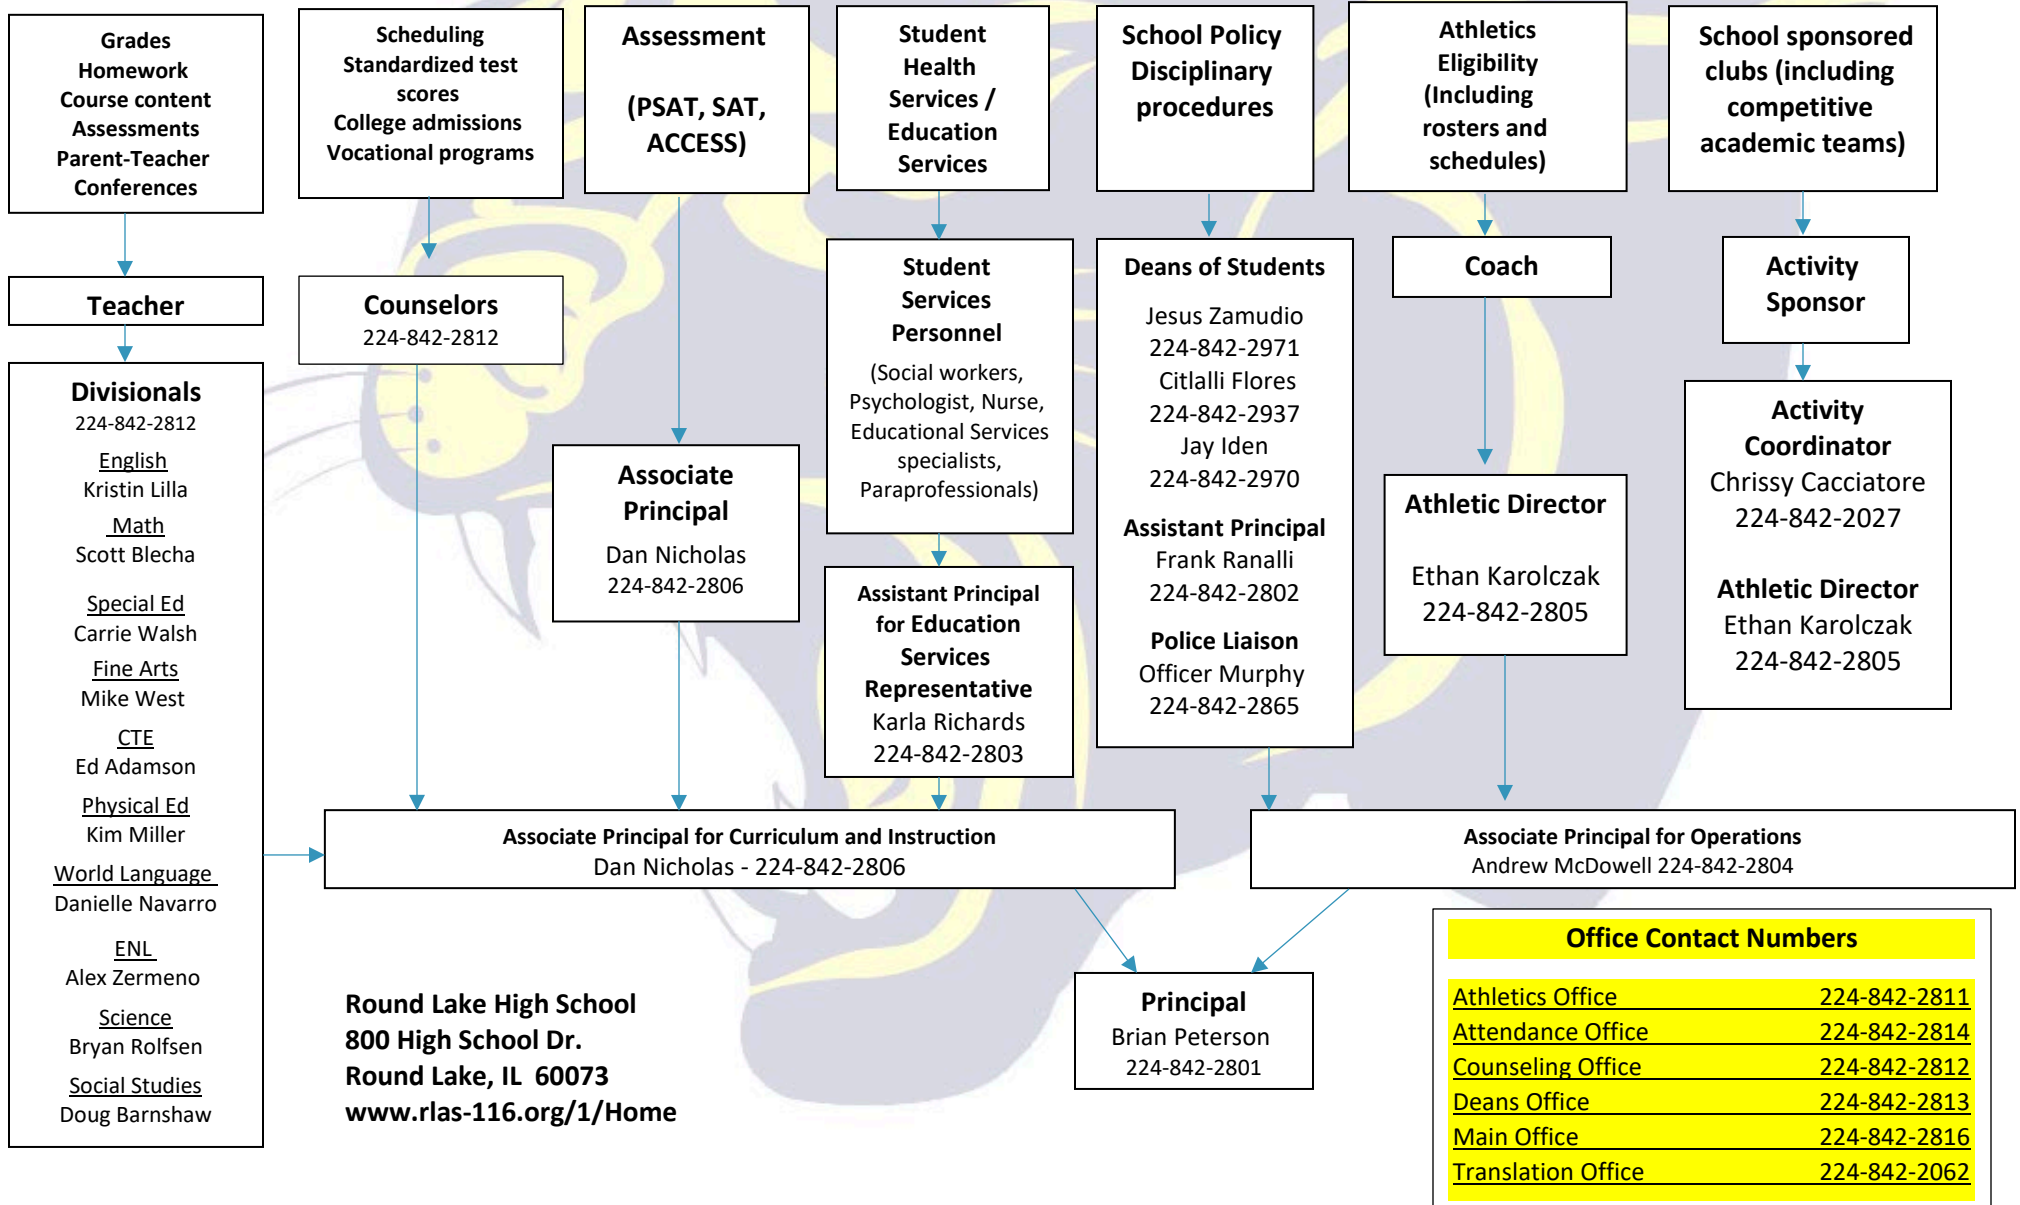 Grades
Homework
Course content
Assessments
Parent-Teacher
Conferences
Teacher
Divisionals
224-842-2812
English
Kristin Lilla
Math
Scott Blecha
Special Ed
Carrie Walsh
Fine Arts
Mike West
CTE
Ed Adamson
Physical Ed
Kim Miller
World Language
Danielle Navarro
ENL
Alex Zermeno
Science
Bryan Rolfsen
Social Studies
Doug Barnshaw
Scheduling
Standardized test
scores
College admissions
Vocational programs
Counselors
224-842-2812
Assessment
(PSAT, SAT,
ACCESS)
Associate
Principal
Dan Nicholas
224-842-2806
Student
Health
Services /
Education
Services
Student
Services
Personnel
(Social workers,
Psychologist, Nurse,
Educational Services
specialists,
Paraprofessionals)
Assistant Principal
for Education
Services
Representative
Karla Richards
224-842-2803
School Policy
Disciplinary
procedures
Deans of Students
Jesus Zamudio
224-842-2971
Citlalli Flores
224-842-2937
Jay Iden
224-842-2970
Assistant Principal
Frank Ranalli
224-842-2802
Police Liaison
Officer Murphy
224-842-2865
Athletics
Eligibility
(Including
rosters and
schedules)
Coach
Athletic Director
Ethan Karolczak
224-842-2805
School sponsored
clubs (including
competitive
academic teams)
Activity
Sponsor
Activity
Coordinator
Chrissy Cacciatore
224-842-2027
Athletic Director
Ethan Karolczak
224-842-2805
Associate Principal for Curriculum and Instruction
Dan Nicholas - 224-842-2806
Associate Principal for Operations
Andrew McDowell 224-842-2804
Principal
Brian Peterson
224-842-2801
Round Lake High School
800 High School Dr.
Round Lake, IL 60073
www.rlas-116.org/1/Home
Office Contact Numbers
Athletics Office 224-842-2811
Attendance Office 224-842-2814
Counseling Office 224-842-2812
Deans Office 224-842-2813
Main Office 224-842-2816
Translation Office 224-842-2062